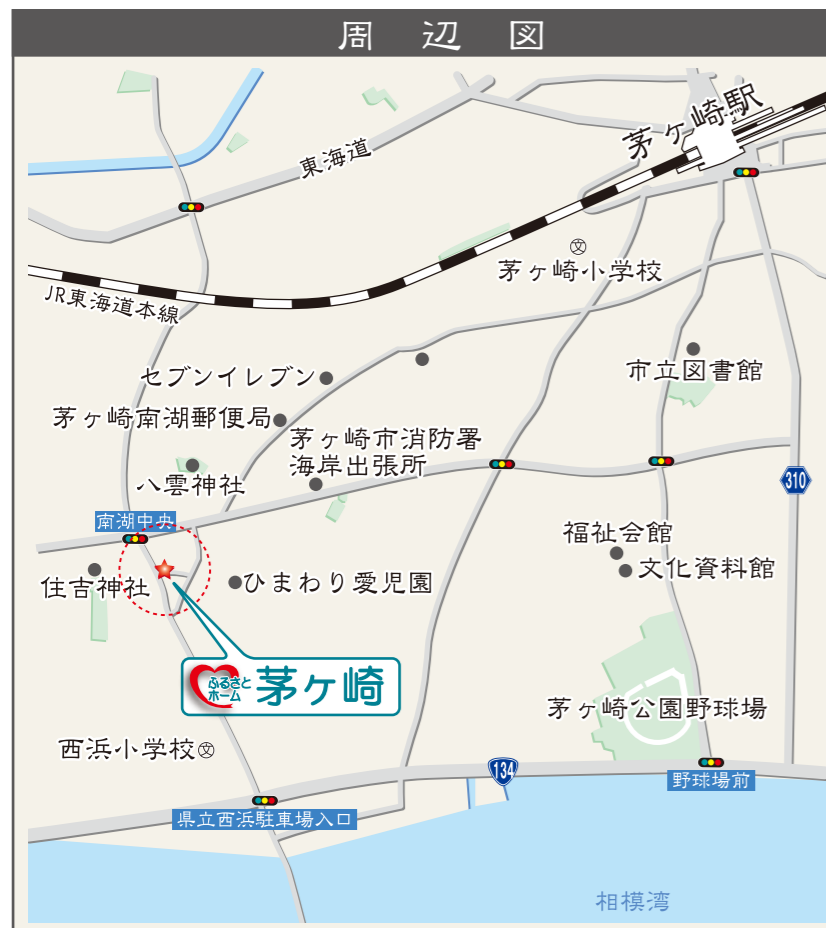 周辺図
茅ヶ崎駅
東海道
文
茅ヶ崎小学校
JR東海道本線
セブンイレブン
市立図書館
茅ヶ崎南湖郵便局
茅ヶ崎市消防署
海岸出張所
八雲神社
310
南湖中央
福祉会館
文化資料館
住吉神社
ひまわり愛児園
ふるさと
ホーム
茅ヶ崎
茅ヶ崎公園野球場
西浜小学校文
134
野球場前
県立西浜駐車場入口
相模湾